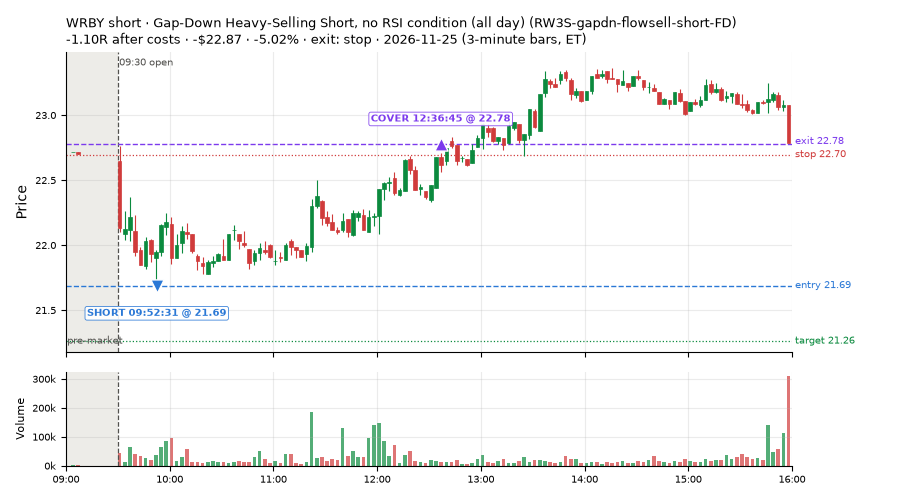 WRBY short · Gap-Down Heavy-Selling Short, no RSI condition (all day) (RW3S-gapdn-flowsell-short-FD)
-1.10R after costs · -$22.87 · -5.02% · exit: stop · 2026-11-25 (3-minute bars, ET)
09:30 open
COVER 12:36:45 @ 22.78
SHORT 09:52:31 @ 21.69
pre-market
exit 22.78
stop 22.70
entry 21.69
target 21.26
Price
23.0
22.5
22.0
21.5
Volume
300k
200k
100k
0k
09:00
10:00
11:00
12:00
13:00
14:00
15:00
16:00